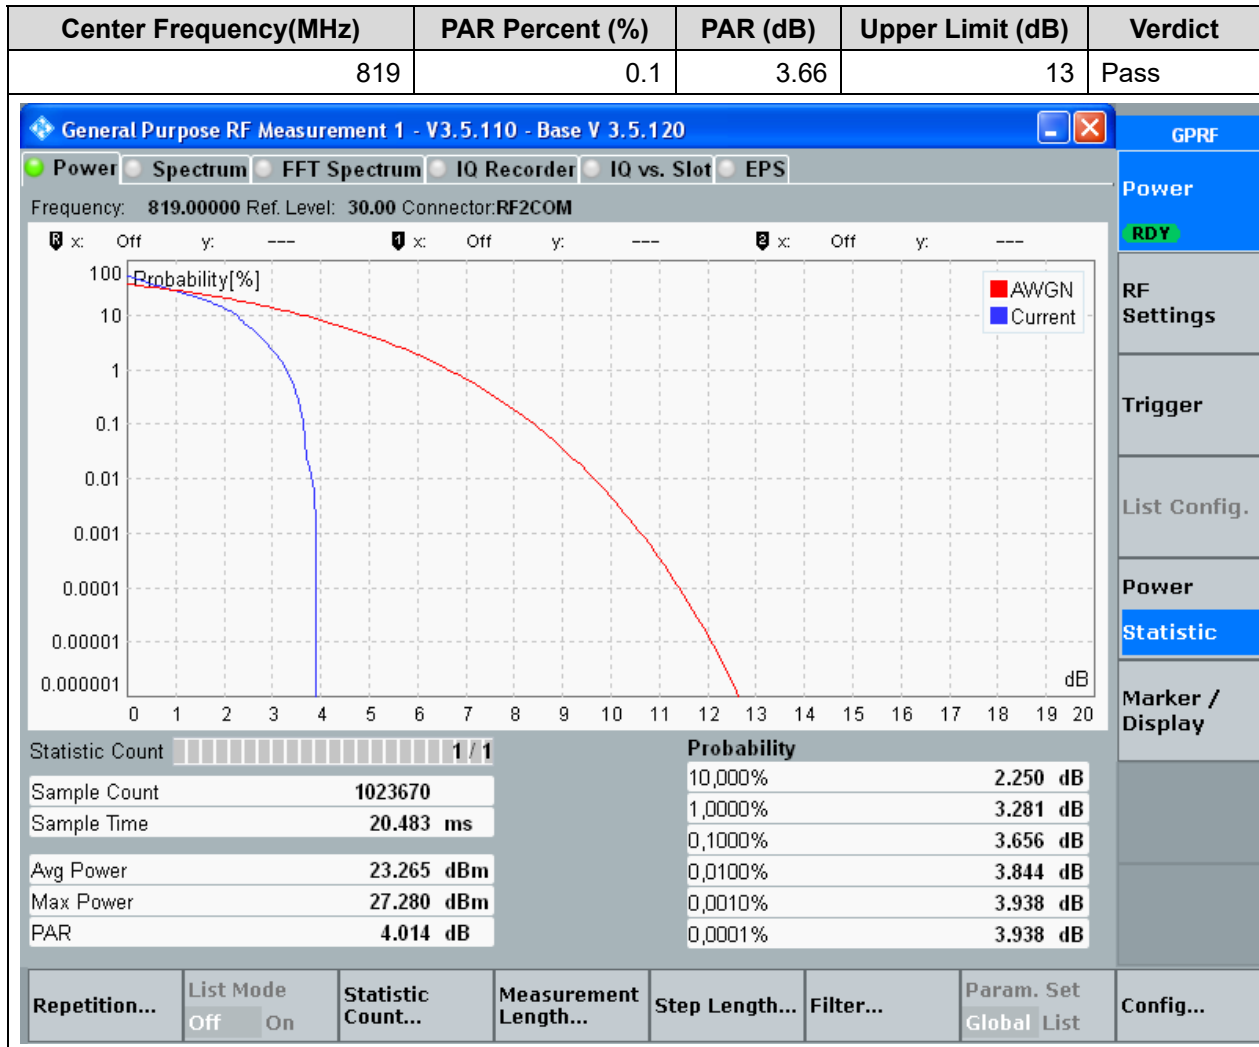 Center Frequency(MHz) PAR Percent (%) PAR (dB) Upper Limit (dB) Verdict
819 0.1 3.66 13 Pass
General Purpose RF Measurement 1 - V3.5.110 - Base V 3.5.120
GPRF
Power Spectrum FFT Spectrum IQ Recorder IQ vs. Slot EPS
Power
RDY
Frequency: 819.00000 Ref. Level: 30.00 Connector:RF2COM
R x: Off y: --- 1 x: Off y: --- 2 x: Off y: ---
Probability[%]
AWGN
Current
100
10
1
0.1
0.01
0.001
0.0001
0.00001
0.000001
dB
0 1 2 3 4 5 6 7 8 9 10 11 12 13 14 15 16 17 18 19 20
RF
Settings
Trigger
List Config.
Power
Statistic
Marker /
Display
Statistic Count 1 / 1
Sample Count 1023670
Sample Time 20.483 ms
Avg Power 23.265 dBm
Max Power 27.280 dBm
PAR 4.014 dB
Probability
10,000% 2.250 dB
1,0000% 3.281 dB
0,1000% 3.656 dB
0,0100% 3.844 dB
0,0010% 3.938 dB
0,0001% 3.938 dB
Repetition...
List Mode
Off On
Statistic
Count...
Measurement
Length...
Step Length...
Filter...
Param. Set
Global List
Config...